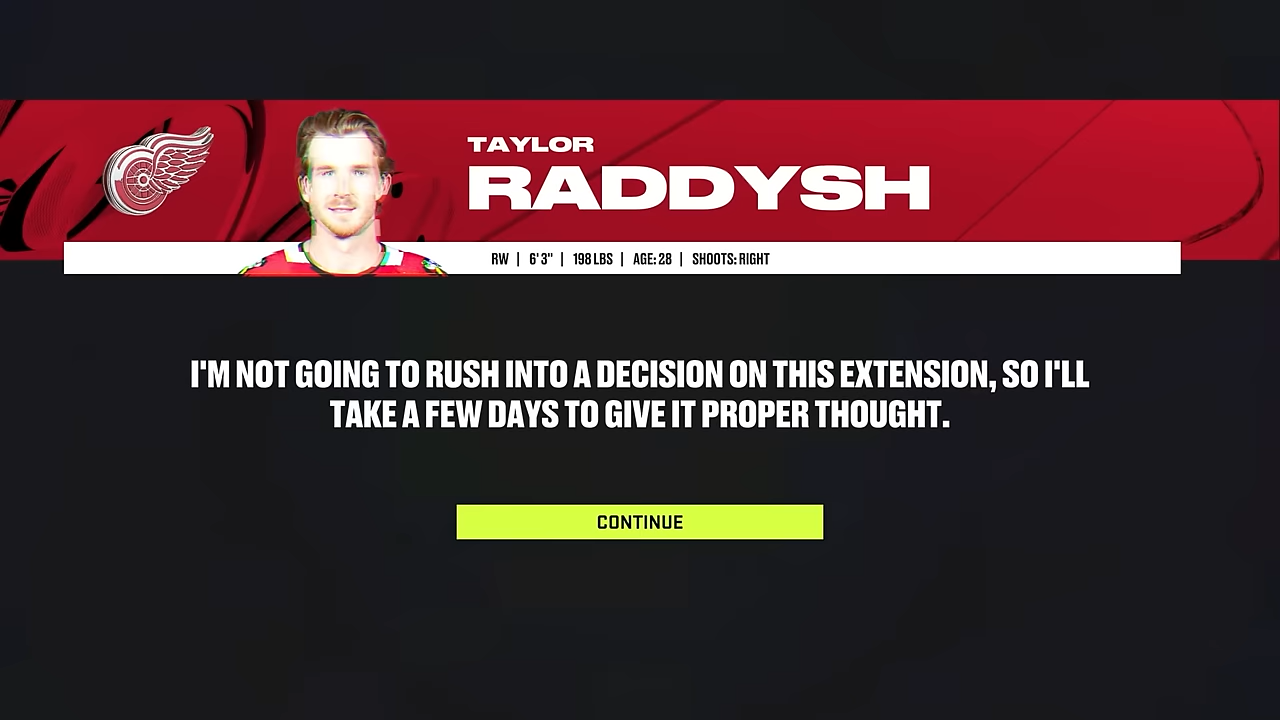 TAYLOR
RADDYSH
RW | 6'3" | 198 LBS | AGE: 28 | SHOOTS: RIGHT
I'M NOT GOING TO RUSH INTO A DECISION ON THIS EXTENSION, SO I'LL
TAKE A FEW DAYS TO GIVE IT PROPER THOUGHT.
CONTINUE